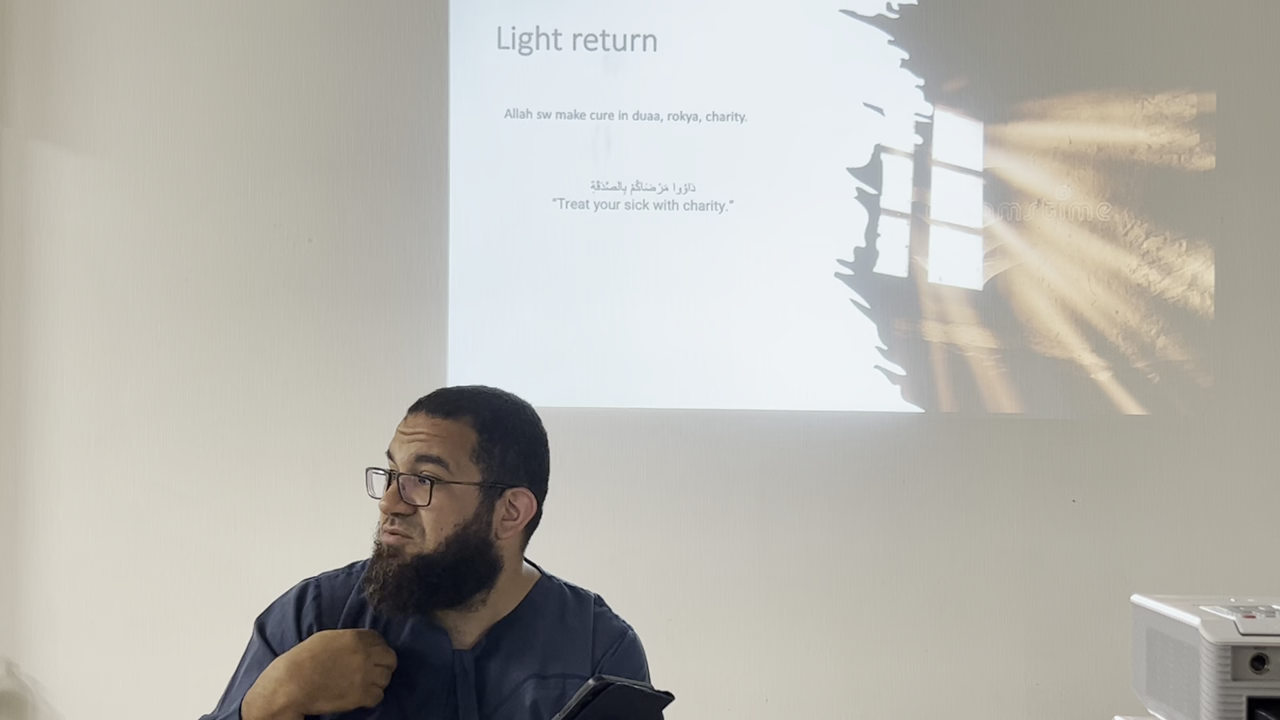 Light return
Allah sw make cure in duaa, rokya, charity.
دَاوُوا مَرْضَاكُمْ بِالصَّدَقَةِ
“Treat your sick with charity.”